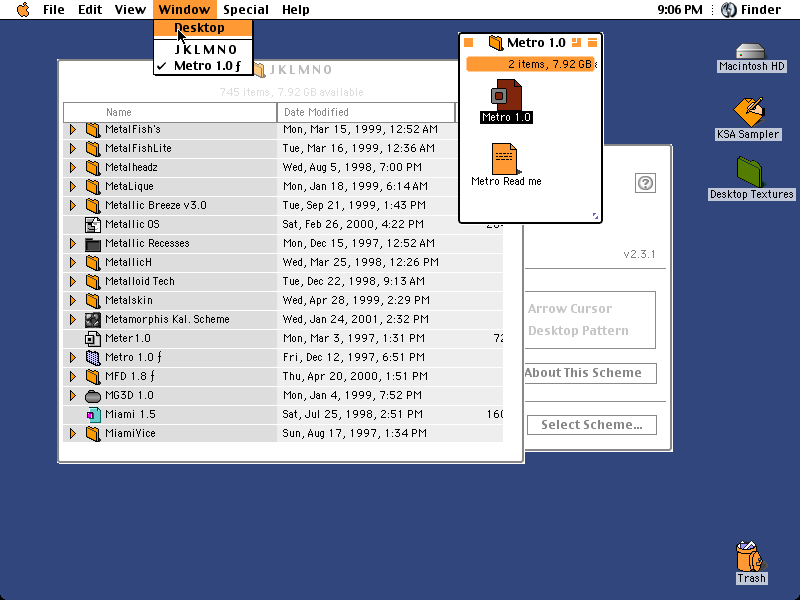 File Edit View Window Special Help 9:06 PM Finder
Desktop
JKLMNO
✓ Metro 1.0 ƒ
JKLMNO
745 items, 7.92 GB available
Name Date Modified
MetalFish's Mon, Mar 15, 1999, 12:52 AM
MetalFishLite Tue, Mar 16, 1999, 12:36 AM
Metalheadz Wed, Aug 5, 1998, 7:00 PM
MetaLique Mon, Jan 18, 1999, 6:14 AM
Metallic Breeze v3.0 Tue, Sep 21, 1999, 1:43 PM
Metallic OS Sat, Feb 26, 2000, 4:22 PM
Metallic Recesses Mon, Dec 15, 1997, 12:52 AM
MetallicH Wed, Mar 25, 1998, 12:26 PM
Metalloid Tech Tue, Dec 22, 1998, 9:13 AM
Metalskin Wed, Apr 28, 1999, 2:29 PM
Metamorphis Kal. Scheme Wed, Jan 24, 2001, 2:32 PM
Meter1.0 Mon, Mar 3, 1997, 1:31 PM 72
Metro 1.0 ƒ Fri, Dec 12, 1997, 6:51 PM
MFD 1.8 ƒ Thu, Apr 20, 2000, 1:51 PM
MG3D 1.0 Mon, Jan 4, 1999, 7:52 PM
Miami 1.5 Sat, Jul 25, 1998, 2:51 PM 160
MiamiVice Sun, Aug 17, 1997, 1:34 PM
Metro 1.0
2 items, 7.92 GB a
Metro 1.0
Metro Read me
v2.3.1
Arrow Cursor
Desktop Pattern
About This Scheme
Select Scheme...
Macintosh HD
KSA Sampler
Desktop Textures
Trash